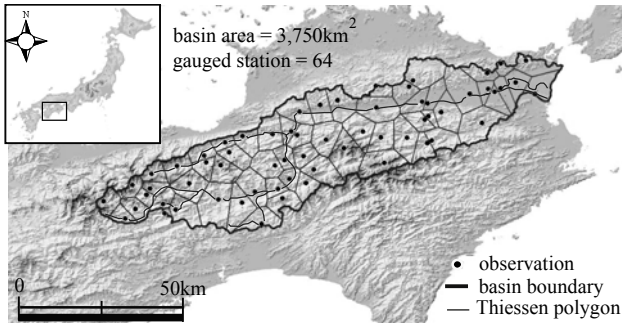 N
basin area = 3,750km²
gauged station = 64
0
50km
observation
basin boundary
Thiessen polygon